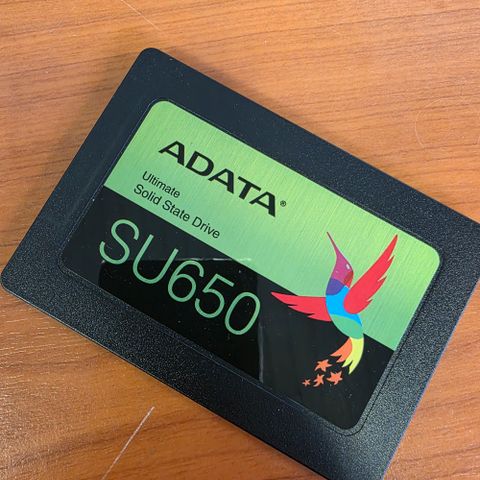 ADATA®
Ultimate
Solid State Drive
SU650